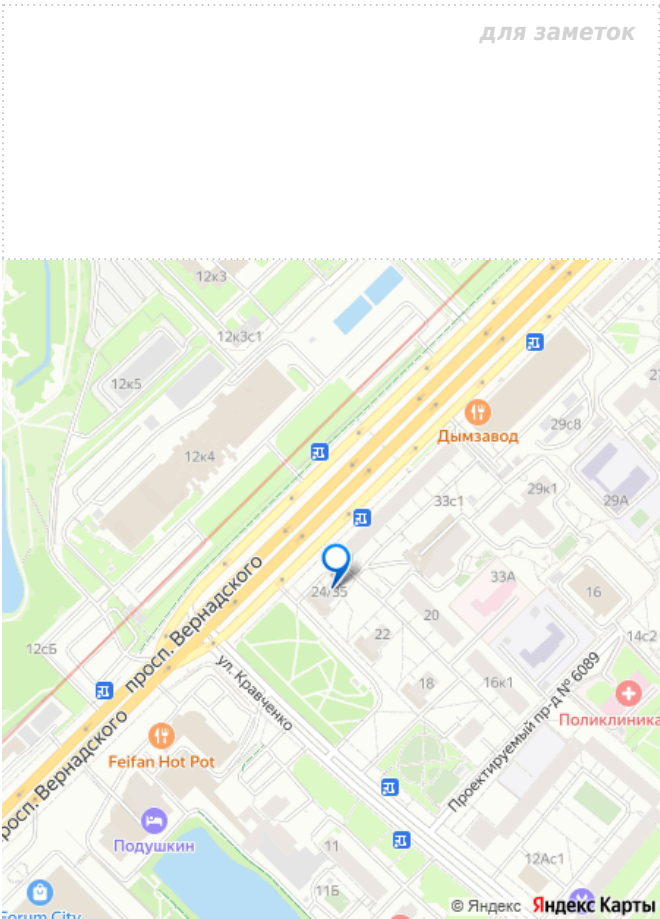 для заметок
12к3
12к3с1
12к5
Дымзавод
29с8
12к4
33с1
29к1
29А
24/35
33А
16
20
22
14с2
12сБ
просп. Вернадского
ул. Кравченко
18
16к1
Проектируемый пр-д № 6089
Поликлиника
Feifan Hot Pot
просп. Вернадского
Подушкин
11
12Ас1
11Б
Forum City
© Яндекс Яндекс Карты